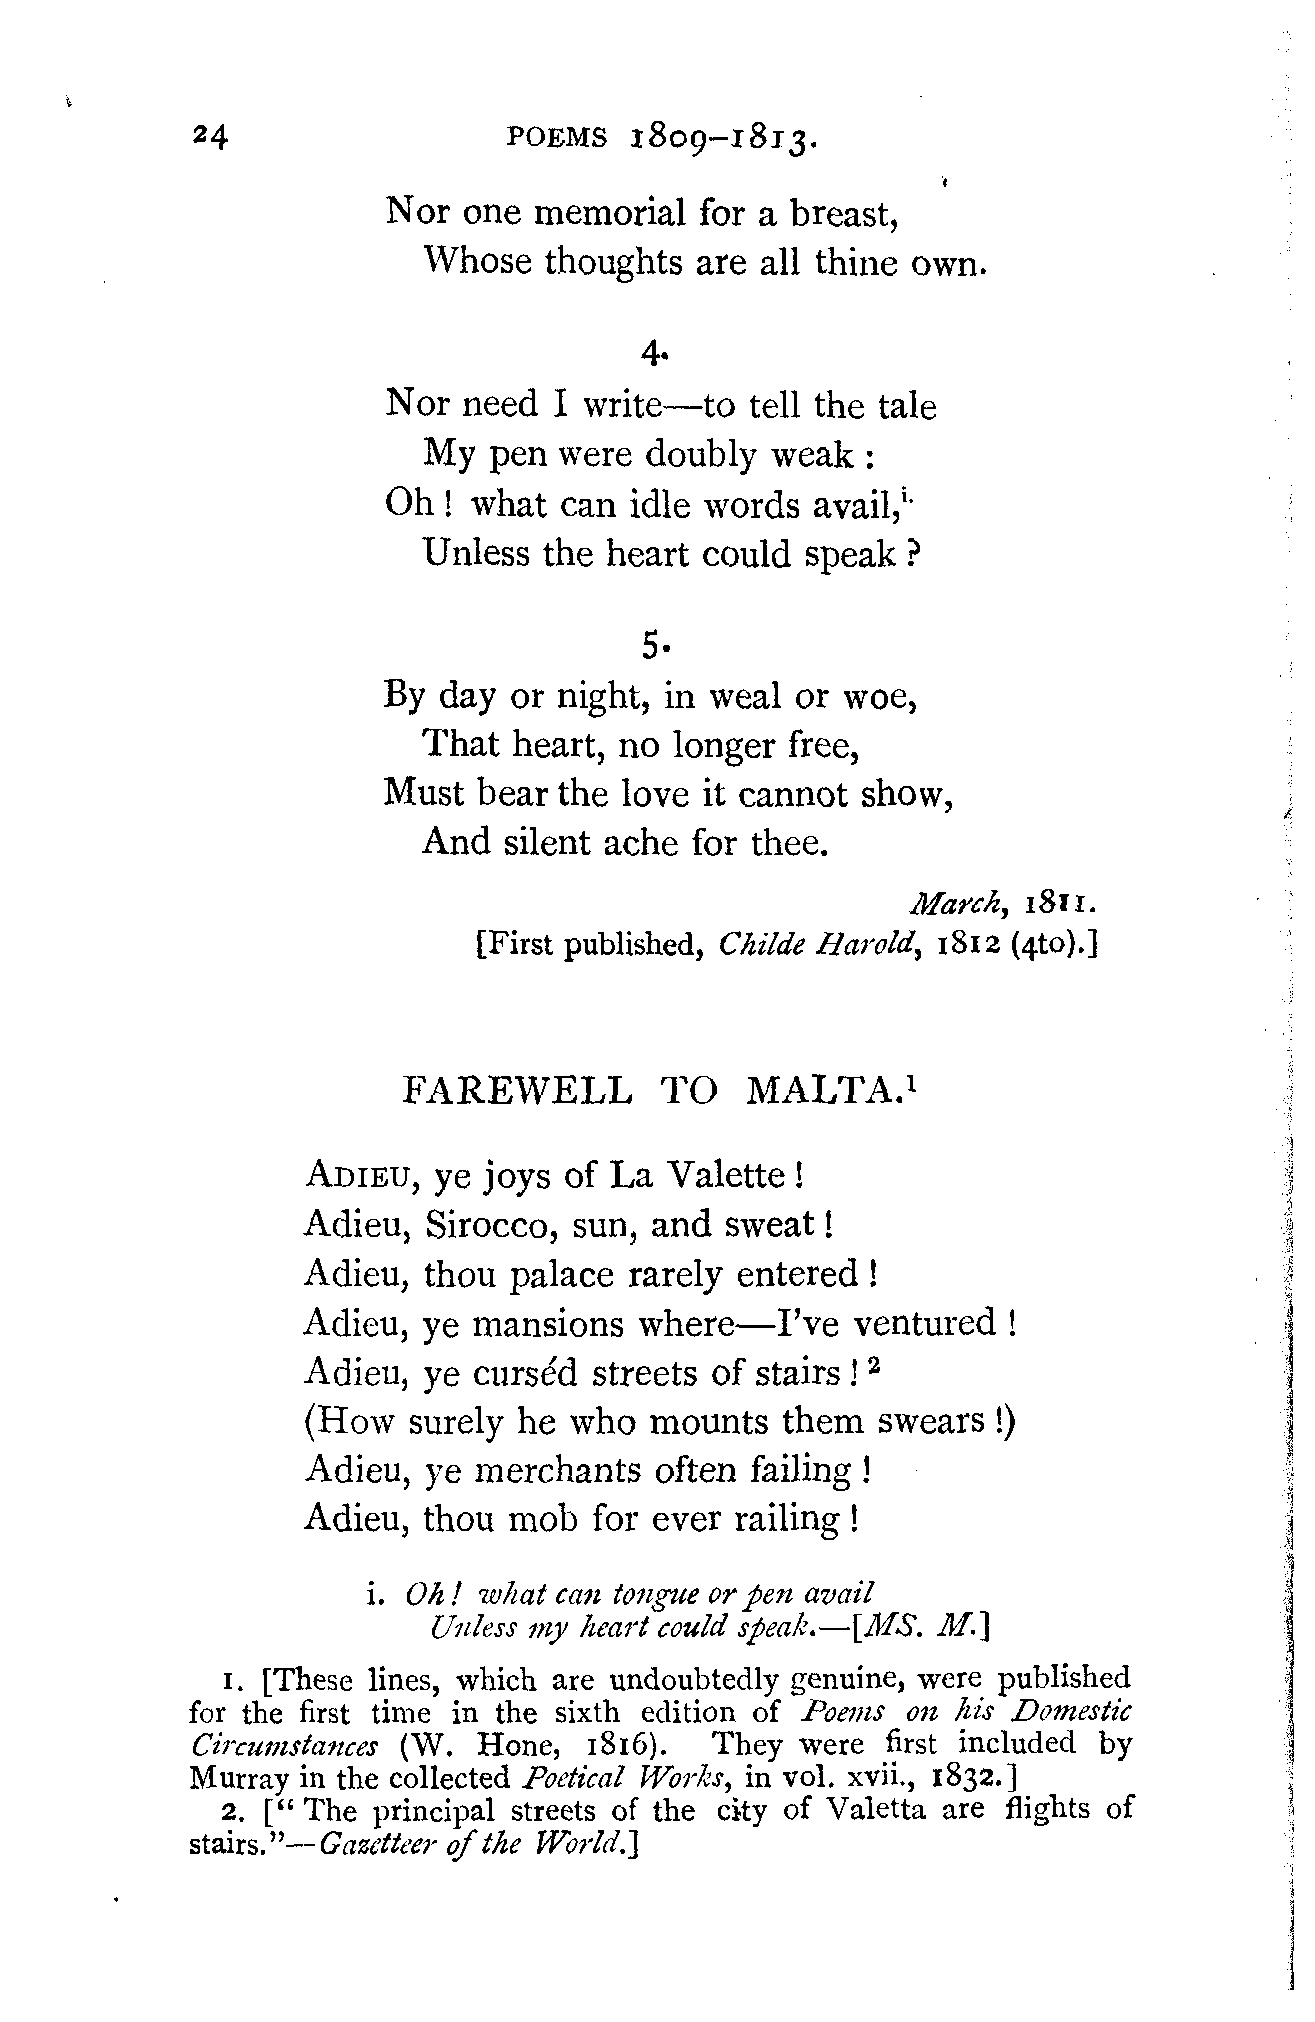 24 POEMS 1809–1813.
Nor one memorial for a breast,
Whose thoughts are all thine own.
4.
Nor need I write—to tell the tale
My pen were doubly weak :
Oh ! what can idle words avail,i.
Unless the heart could speak ?
5.
By day or night, in weal or woe,
That heart, no longer free,
Must bear the love it cannot show,
And silent ache for thee.
March, 1811.
[First published, Childe Harold, 1812 (4to).]
FAREWELL TO MALTA.1
ADIEU, ye joys of La Valette !
Adieu, Sirocco, sun, and sweat !
Adieu, thou palace rarely entered !
Adieu, ye mansions where—I've ventured !
Adieu, ye curséd streets of stairs ! 2
(How surely he who mounts them swears !)
Adieu, ye merchants often failing !
Adieu, thou mob for ever railing !
i. Oh ! what can tongue or pen avail
Unless my heart could speak.—[MS. M.]
1. [These lines, which are undoubtedly genuine, were published
for the first time in the sixth edition of Poems on his Domestic
Circumstances (W. Hone, 1816). They were first included by
Murray in the collected Poetical Works, in vol. xvii., 1832.]
2. [“ The principal streets of the city of Valetta are flights of
stairs.”—Gazetteer of the World.]